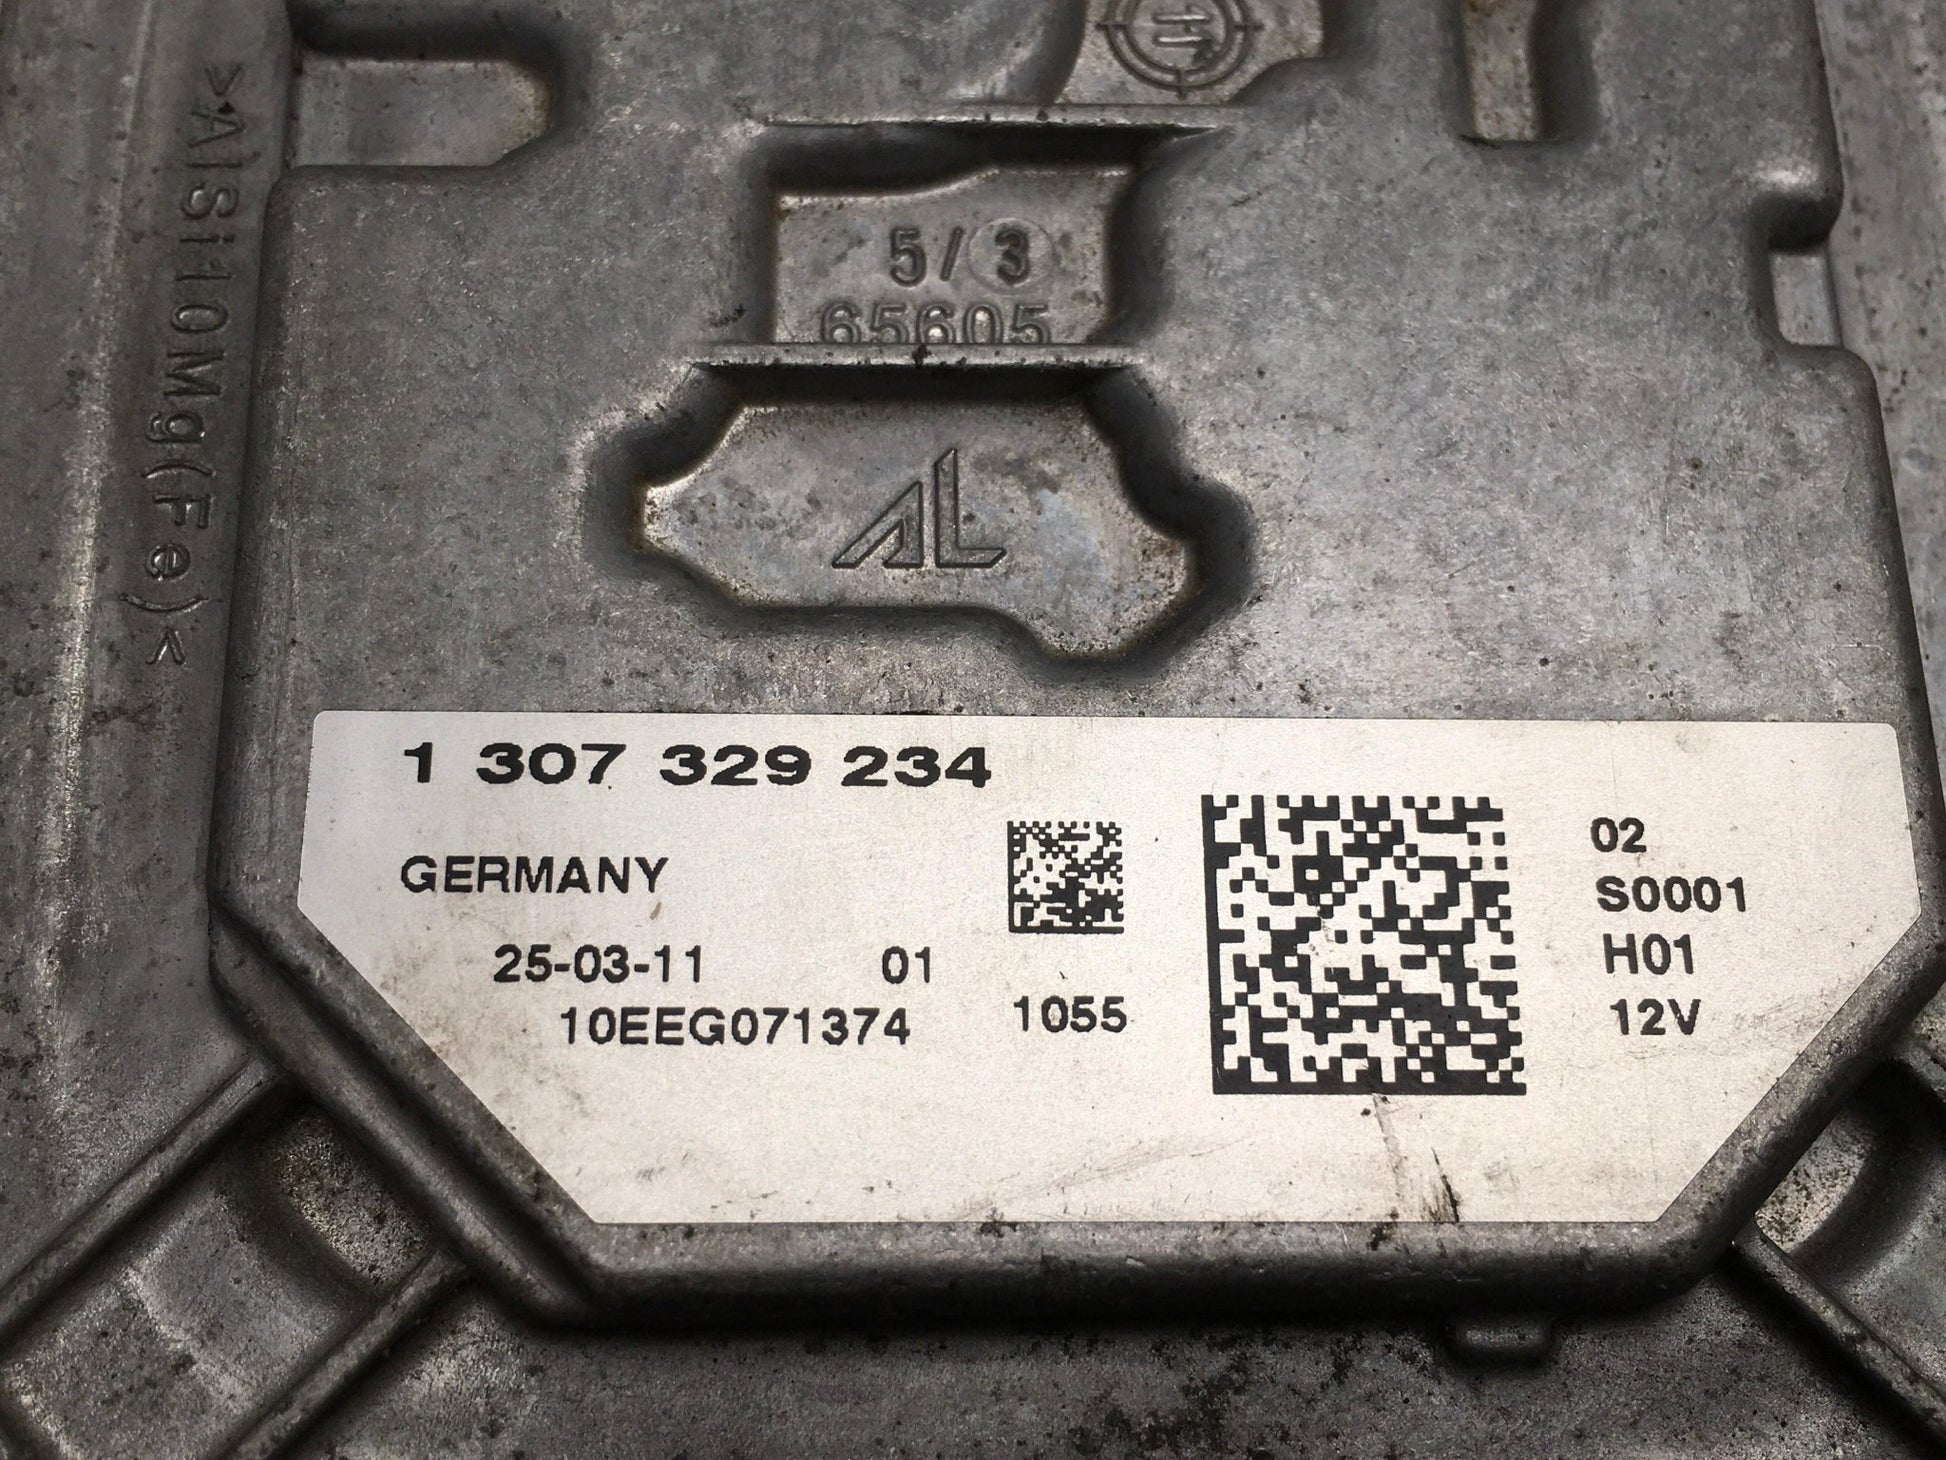 11
5/3
65605
AL
>AlSi10Mg(Fe)<
1 307 329 234
GERMANY
25-03-11 01
10EEG071374 1055
02
S0001
H01
12V